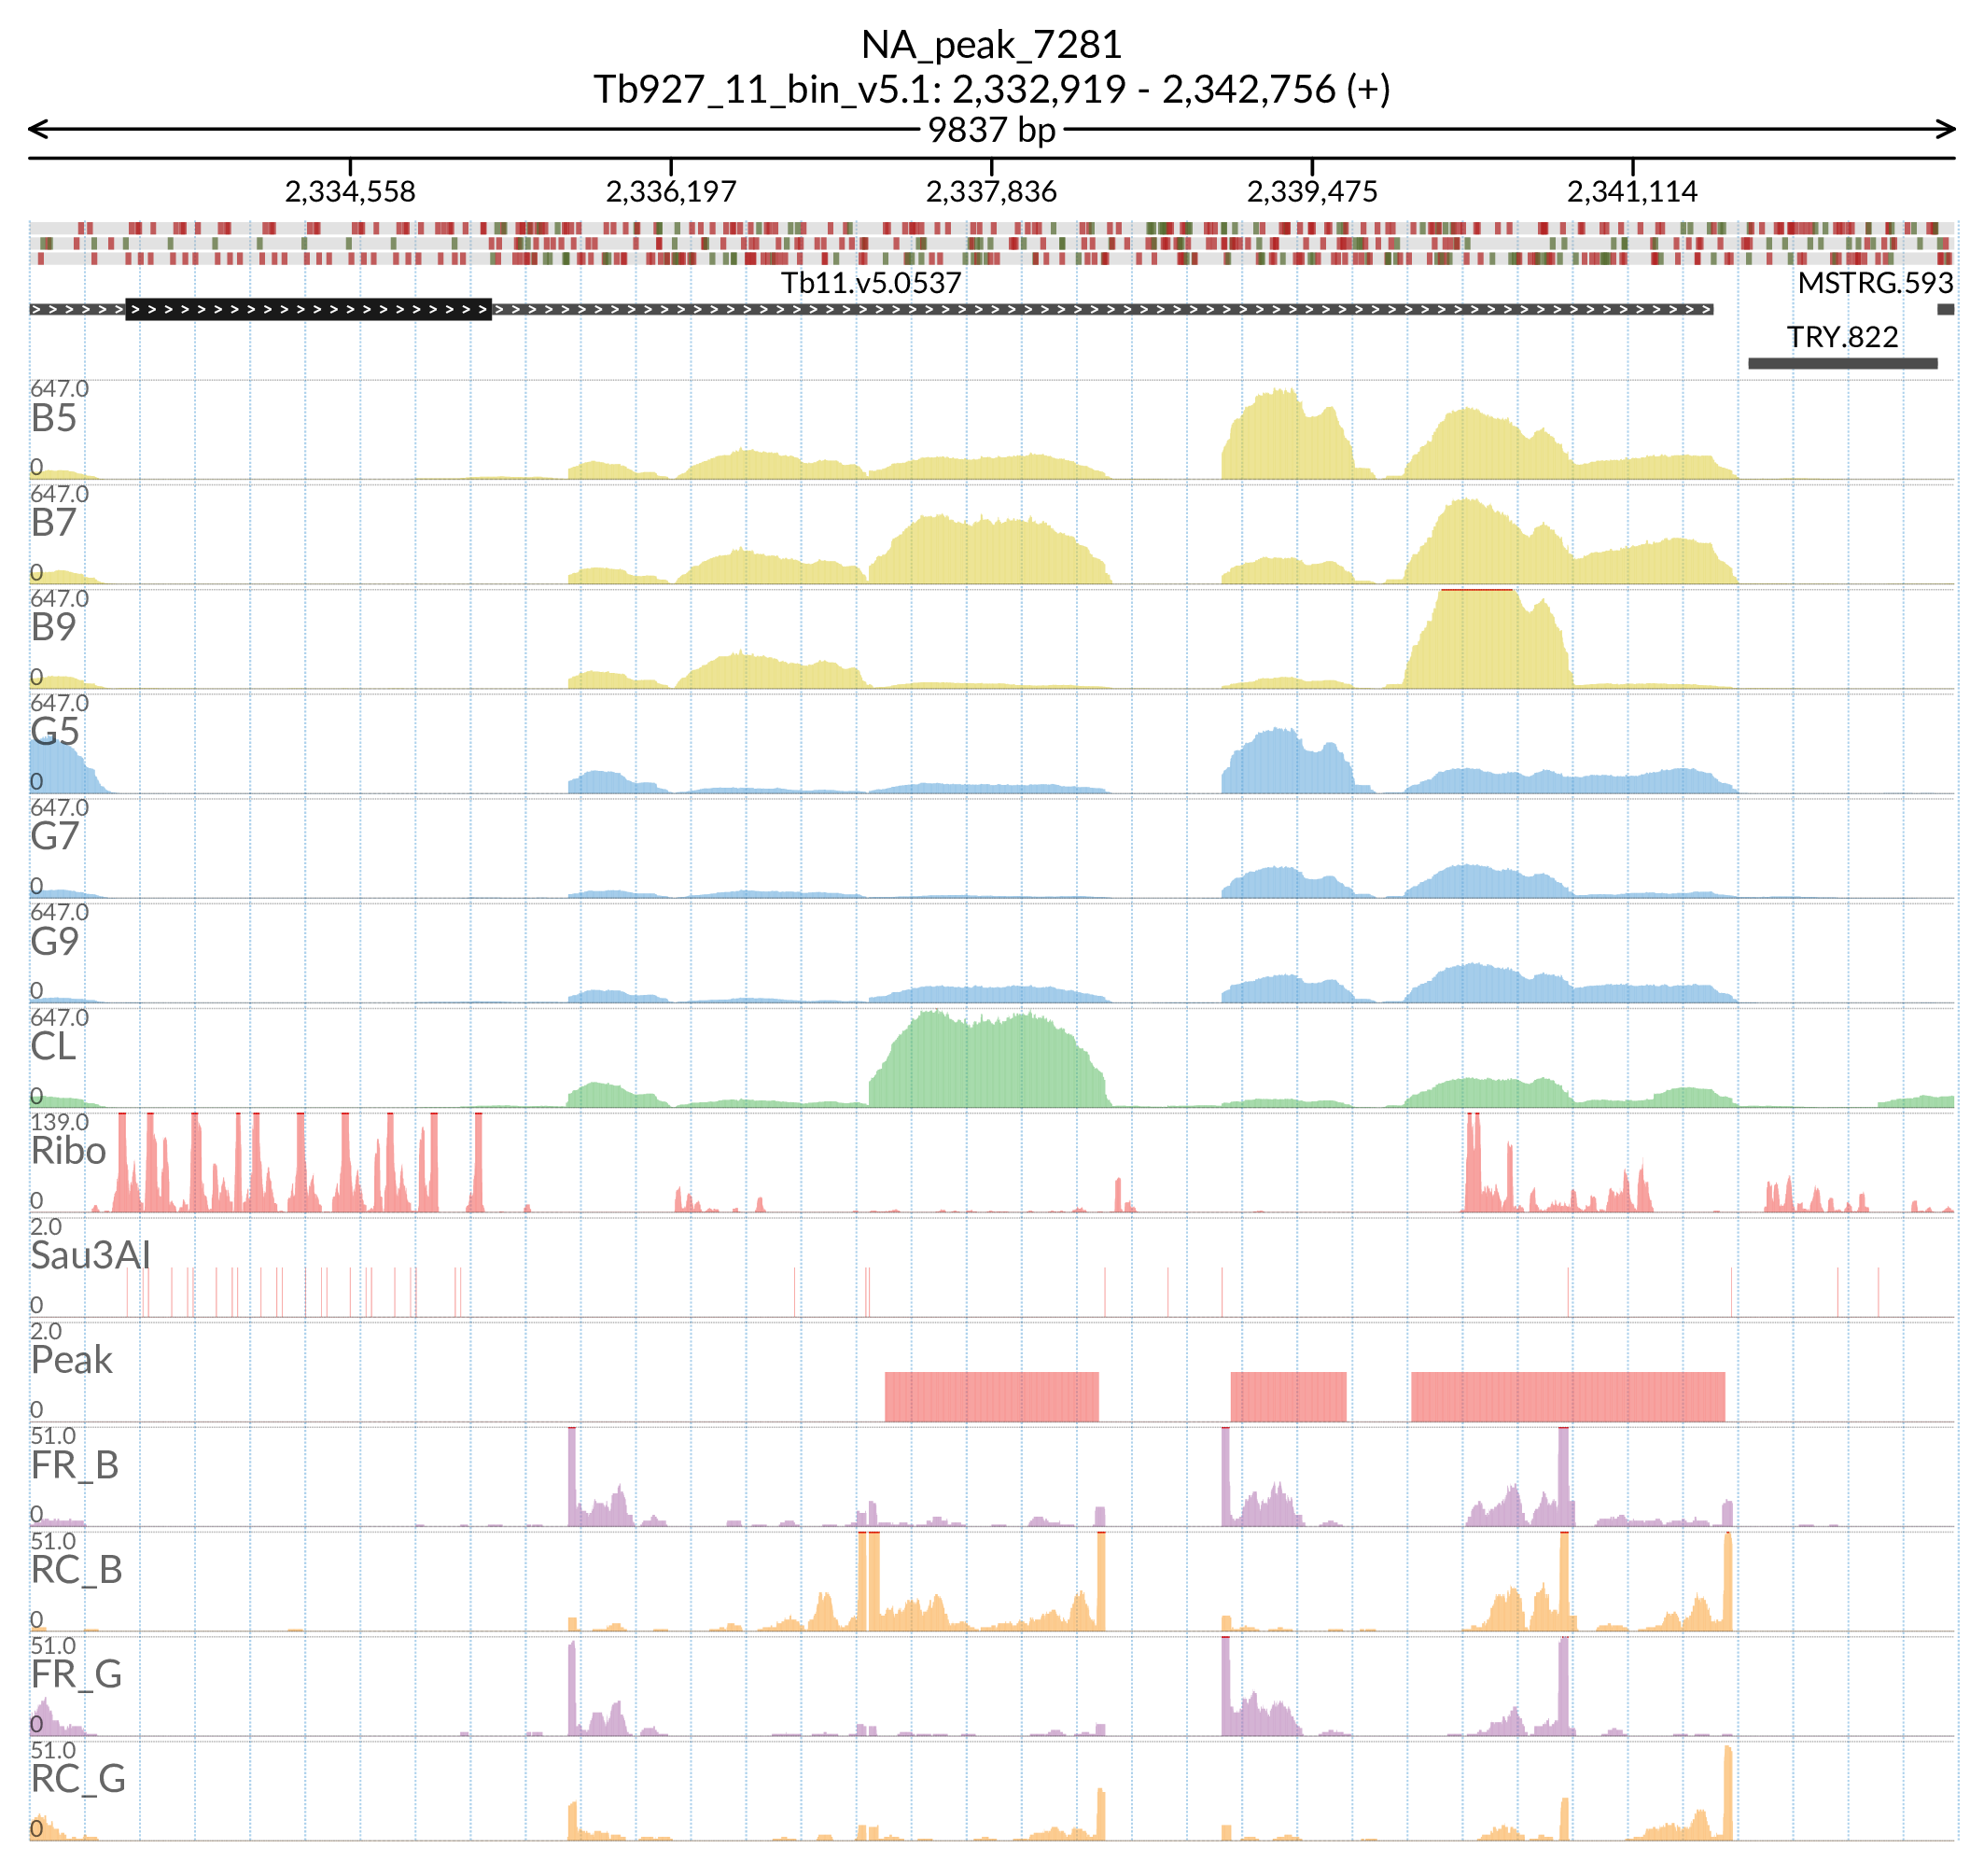 NA_peak_7281
Tb927_11_bin_v5.1: 2,332,919 - 2,342,756 (+)
9837 bp
2,334,558 2,336,197 2,337,836 2,339,475 2,341,114
Tb11.v5.0537 MSTRG.593
TRY.822
647.0
B5
0
647.0
B7
0
647.0
B9
0
647.0
G5
0
647.0
G7
0
647.0
G9
0
647.0
CL
0
139.0
Ribo
0
2.0
Sau3AI
0
2.0
Peak
0
51.0
FR_B
0
51.0
RC_B
0
51.0
FR_G
0
51.0
RC_G
0